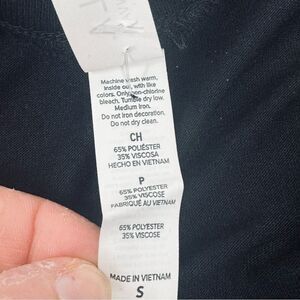 Machine wash warm,
inside out, with like
colors. Only non-chlorine
bleach. Tumble dry low.
Medium iron.
Do not iron decoration.
Do not dry clean.
CH
65% POLIÉSTER
35% VISCOSA
HECHO EN VIETNAM
P
65% POLYESTER
35% VISCOSE
FABRIQUÉ AU VIETNAM
65% POLYESTER
35% VISCOSE
MADE IN VIETNAM
S